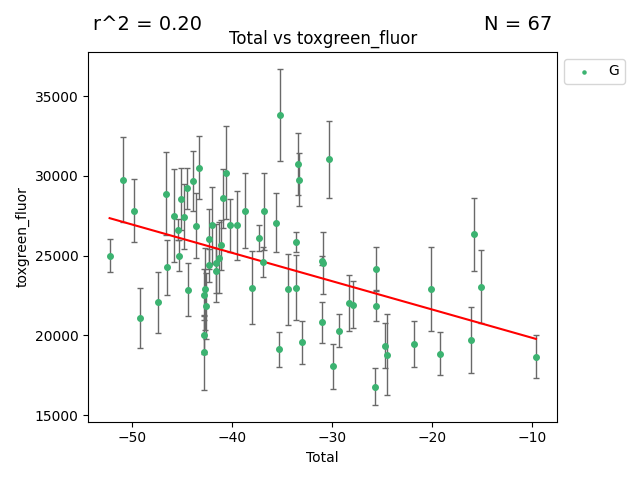 r^2 = 0.20
N = 67
Total vs toxgreen_fluor
G
toxgreen_fluor
35000
30000
25000
20000
15000
−50
−40
−30
−20
−10
Total